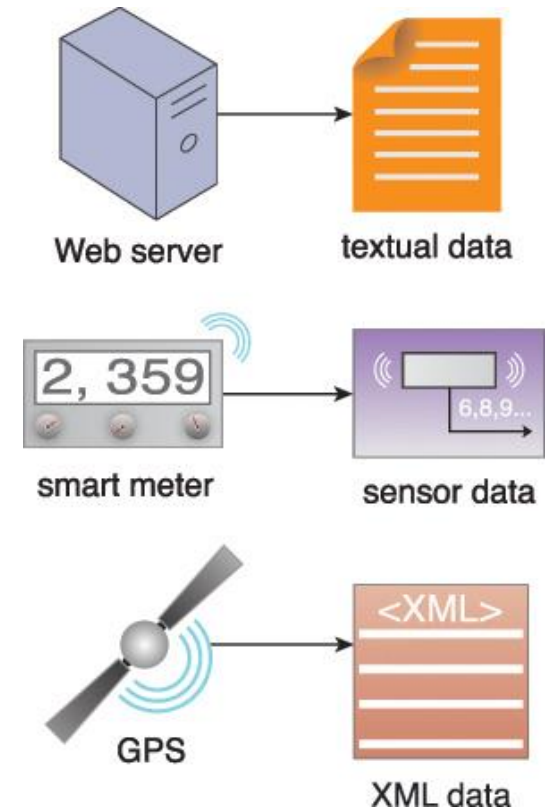 Web server
textual data
2, 359
6,8,9...
smart meter
sensor data
<XML>
GPS
XML data